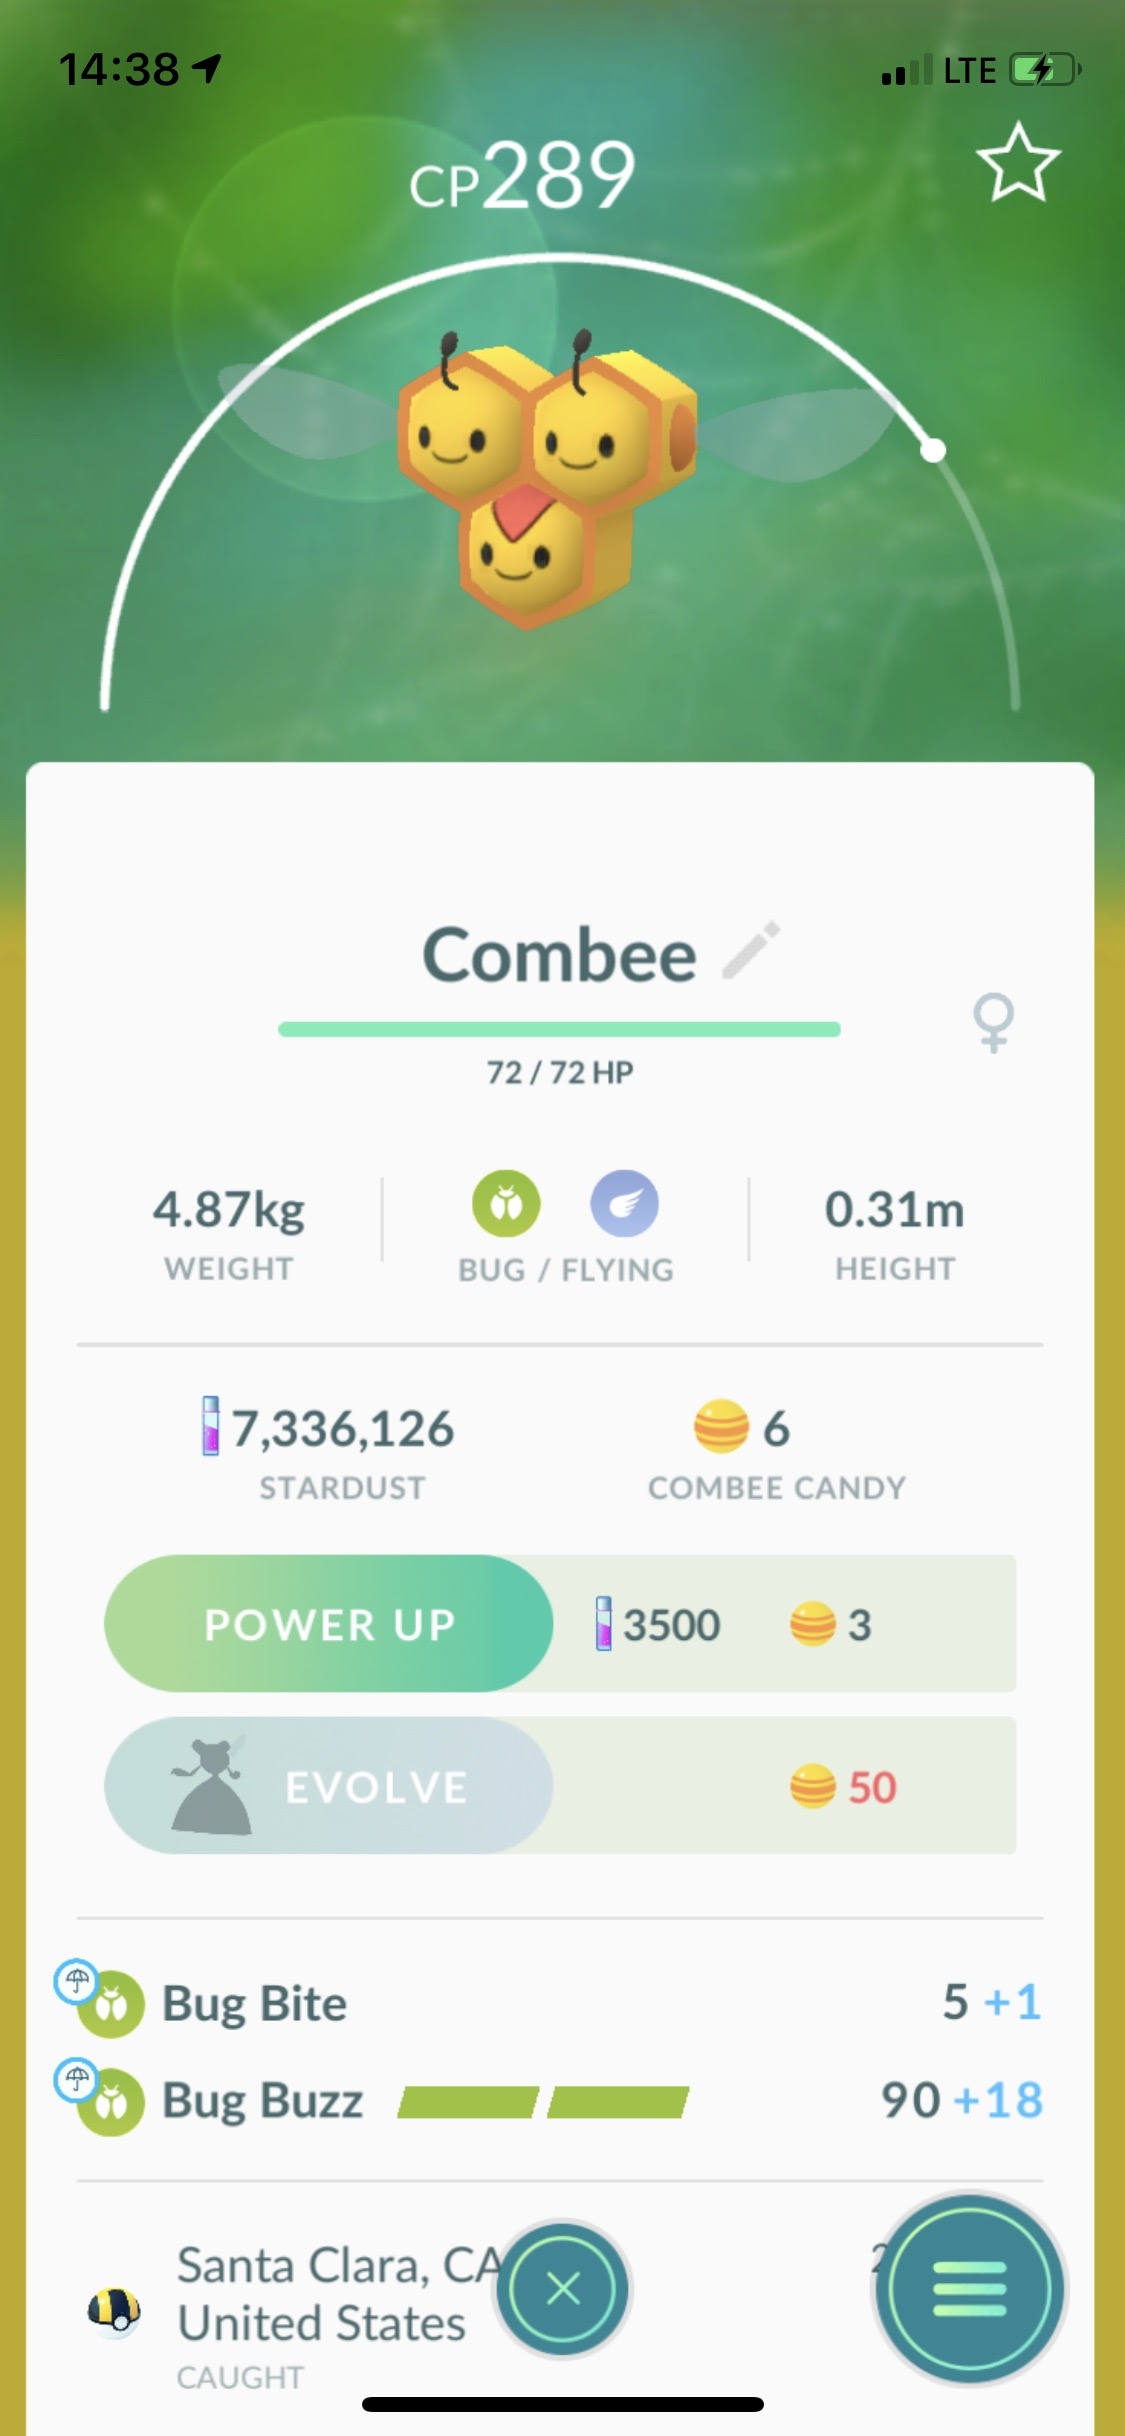 14:38 LTE
CP289
Combee
72 / 72 HP
4.87kg 0.31m
WEIGHT BUG / FLYING HEIGHT
7,336,126 6
STARDUST COMBEE CANDY
POWER UP 3500 3
EVOLVE 50
Bug Bite 5 +1
Bug Buzz 90 +18
Santa Clara, CA
United States
CAUGHT